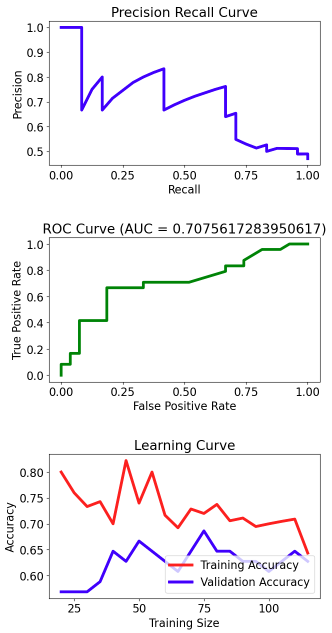 Precision Recall Curve
1.0
0.9
0.8
0.7
0.6
0.5
Precision
0.00 0.25 0.50 0.75 1.00
Recall
ROC Curve (AUC = 0.7075617283950617)
1.0
0.8
0.6
0.4
0.2
0.0
True Positive Rate
0.00 0.25 0.50 0.75 1.00
False Positive Rate
Learning Curve
0.80
0.75
0.70
0.65
0.60
Accuracy
Training Accuracy
Validation Accuracy
25 50 75 100
Training Size